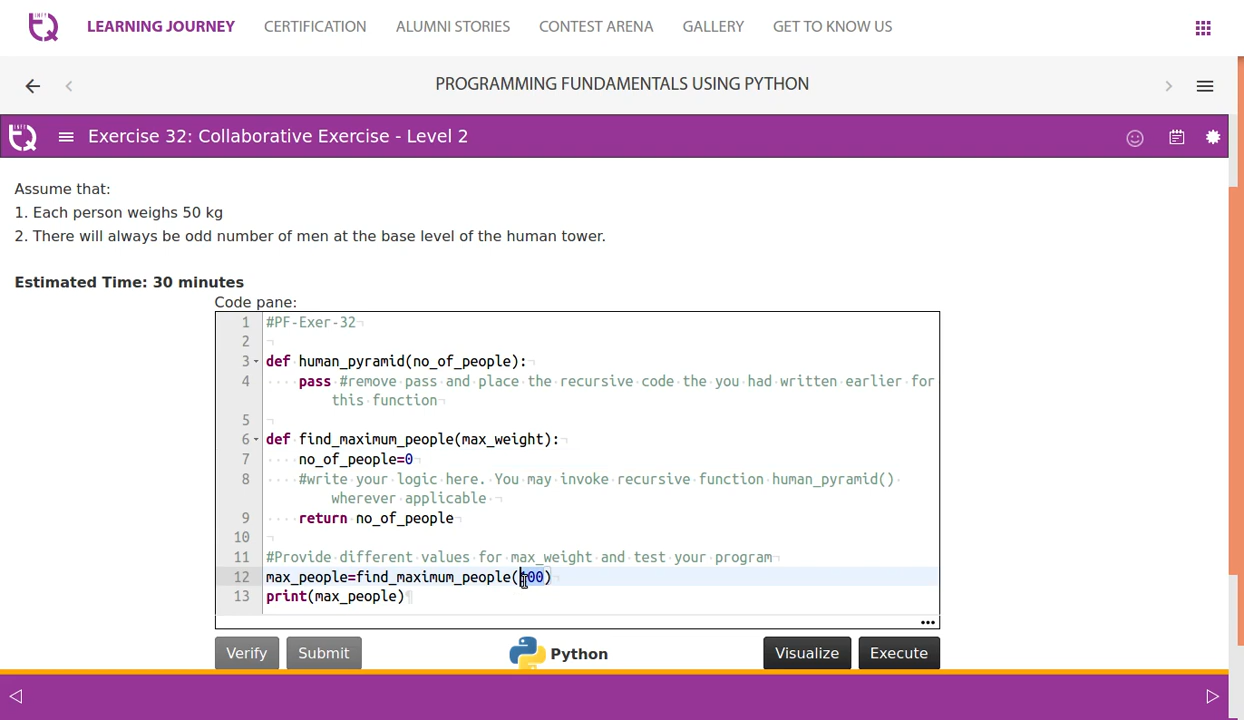 LEARNING JOURNEY CERTIFICATION ALUMNI STORIES CONTEST ARENA GALLERY GET TO KNOW US
PROGRAMMING FUNDAMENTALS USING PYTHON
Exercise 32: Collaborative Exercise - Level 2
Assume that:
1. Each person weighs 50 kg
2. There will always be odd number of men at the base level of the human tower.
Estimated Time: 30 minutes
Code pane:
1 #PF-Exer-32
2
3 def human_pyramid(no_of_people):
4 pass #remove pass and place the recursive code the you had written earlier for
this function
5
6 def find_maximum_people(max_weight):
7 no_of_people=0
8 #write your logic here. You may invoke recursive function human_pyramid()
wherever applicable
9 return no_of_people
10
11 #Provide different values for max_weight and test your program
12 max_people=find_maximum_people( 00)
13 print(max_people)
Verify Submit Python Visualize Execute